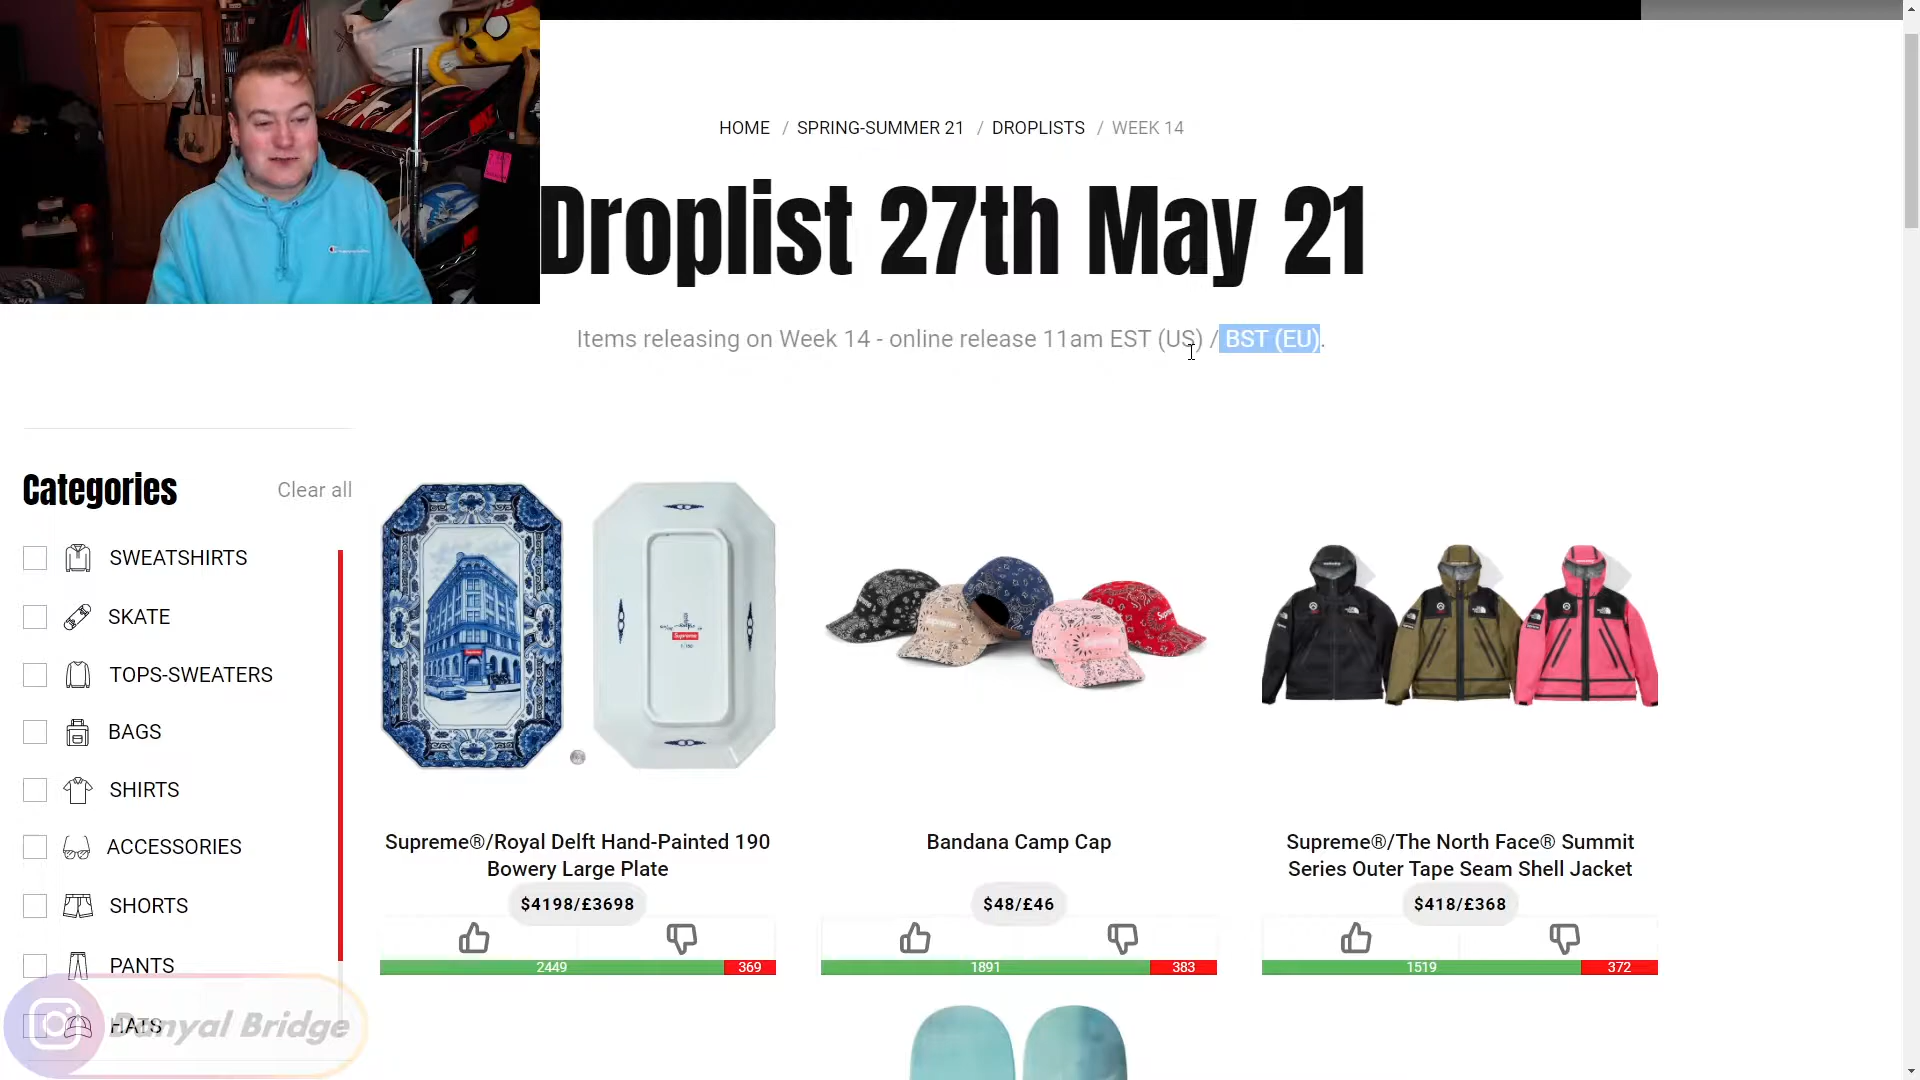 HOME / SPRING-SUMMER 21 / DROPLISTS / WEEK 14
Droplist 27th May 21
Items releasing on Week 14 - online release 11am EST (US) / BST (EU).
Categories
Clear all
SWEATSHIRTS
SKATE
TOPS-SWEATERS
BAGS
SHIRTS
ACCESSORIES
SHORTS
PANTS
HATS
Danyal Bridge
Supreme®/Royal Delft Hand-Painted 190
Bowery Large Plate
$4198/£3698
2449 369
Bandana Camp Cap
$48/£46
1891 383
Supreme®/The North Face® Summit
Series Outer Tape Seam Shell Jacket
$418/£368
1519 372